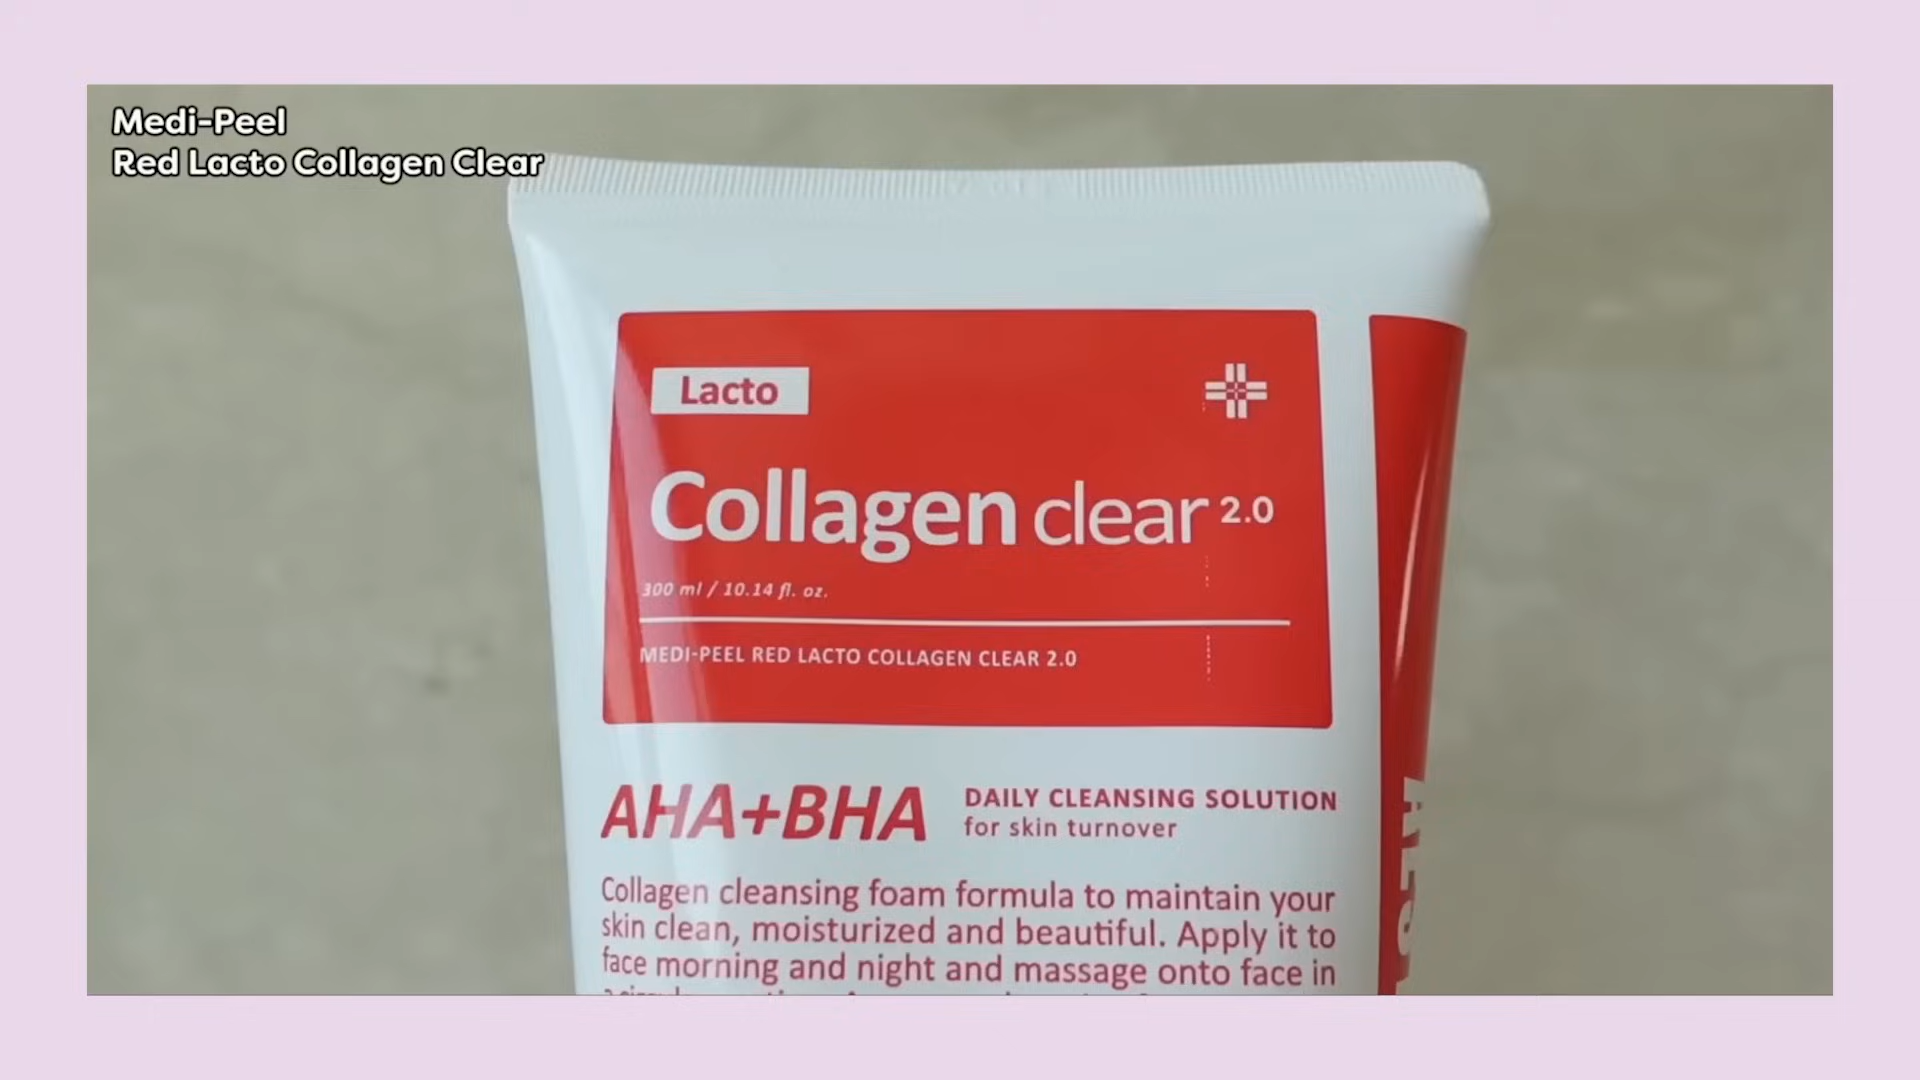 Medi-Peel
Red Lacto Collagen Clear
Lacto
Collagen clear 2.0
300 ml / 10.14 fl. oz.
MEDI-PEEL RED LACTO COLLAGEN CLEAR 2.0
AHA+BHA
DAILY CLEANSING SOLUTION
for skin turnover
Collagen cleansing foam formula to maintain your
skin clean, moisturized and beautiful. Apply it to
face morning and night and massage onto face in